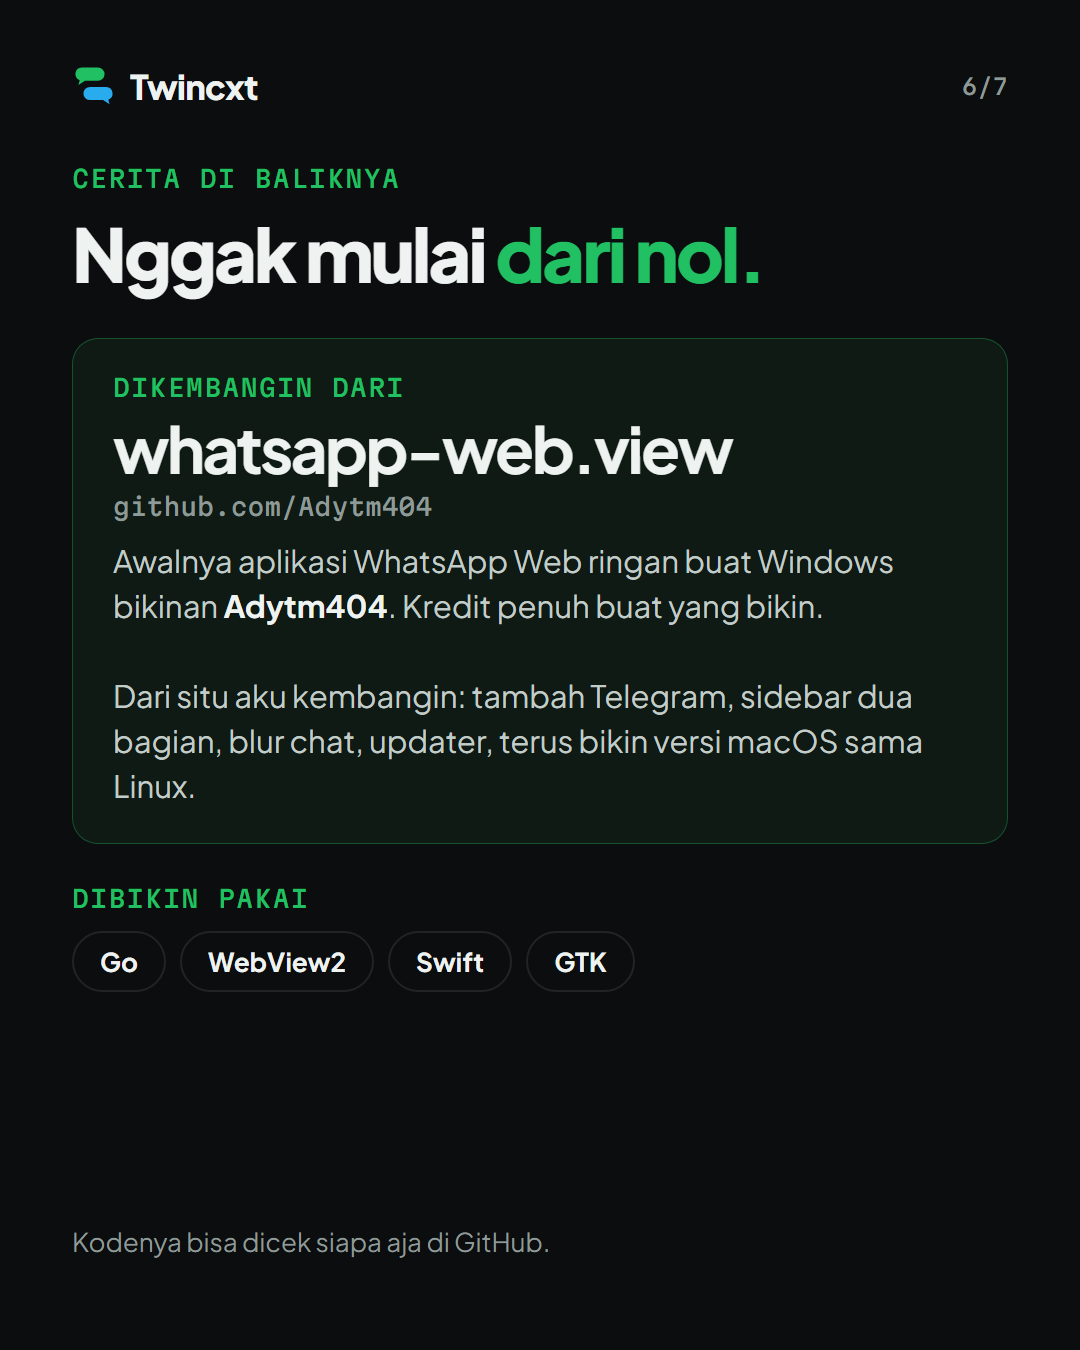 Twincxt
6/7
CERITA DI BALIKNYA
Nggak mulai dari nol.
DIKEMBANGIN DARI
whatsapp-web.view
github.com/Adytm404
Awalnya aplikasi WhatsApp Web ringan buat Windows
bikinan Adytm404. Kredit penuh buat yang bikin.
Dari situ aku kembangin: tambah Telegram, sidebar dua
bagian, blur chat, updater, terus bikin versi macOS sama
Linux.
DIBIKIN PAKAI
Go
WebView2
Swift
GTK
Kodenya bisa dicek siapa aja di GitHub.